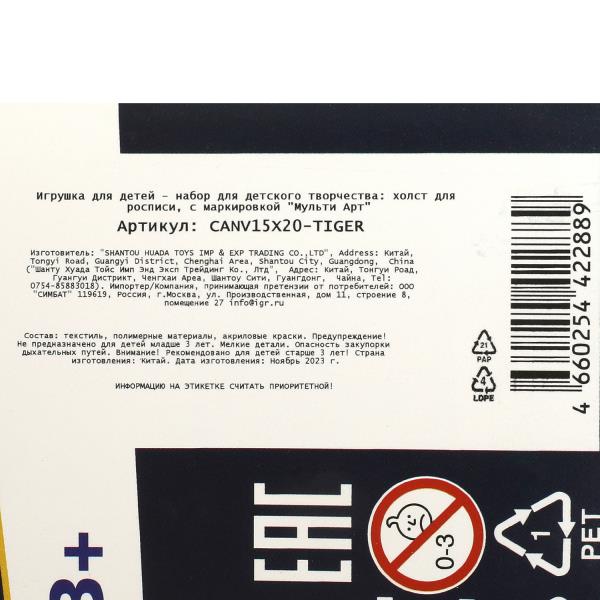 Игрушка для детей – набор для детского творчества: холст для
росписи, с маркировкой "Мульти Арт"
Артикул: CANV15X20-TIGER
Изготовитель: "SHANTOU HUADA TOYS IMP & EXP TRADING CO.,LTD", Address: Китай,
Tongyi Road, Guangyi District, Chenghai Area, Shantou City, Guangdong, China
("Шанту Хуада Тойс Имп Энд Эксп Трейдинг Ко., Лтд", Адрес: Китай, Тонгуи Роад,
Гуангуи Дистрикт, Ченгхаи Ареа, Шантоу Сити, Гуангдонг, Чайна, Tel:
0754-85883018). Импортер/Компания, принимающая претензии от потребителей: ООО
"СИМБАТ" 119619, Россия, г.Москва, ул. Производственная, дом 11, строение 8,
помещение 27 info@igr.ru
Состав: текстиль, полимерные материалы, акриловые краски. Предупреждение!
Не предназначено для детей младше 3 лет. Мелкие детали. Опасность закупорки
дыхательных путей. Внимание! Рекомендовано для детей старше 3 лет! Страна
изготовления: Китай. Дата изготовления: Ноябрь 2023 г.
ИНФОРМАЦИЮ НА ЭТИКЕТКЕ СЧИТАТЬ ПРИОРИТЕТНОЙ!
21
PAP
4
LDPE
4 660254 422889
3+
EAC
0-3
1
PET